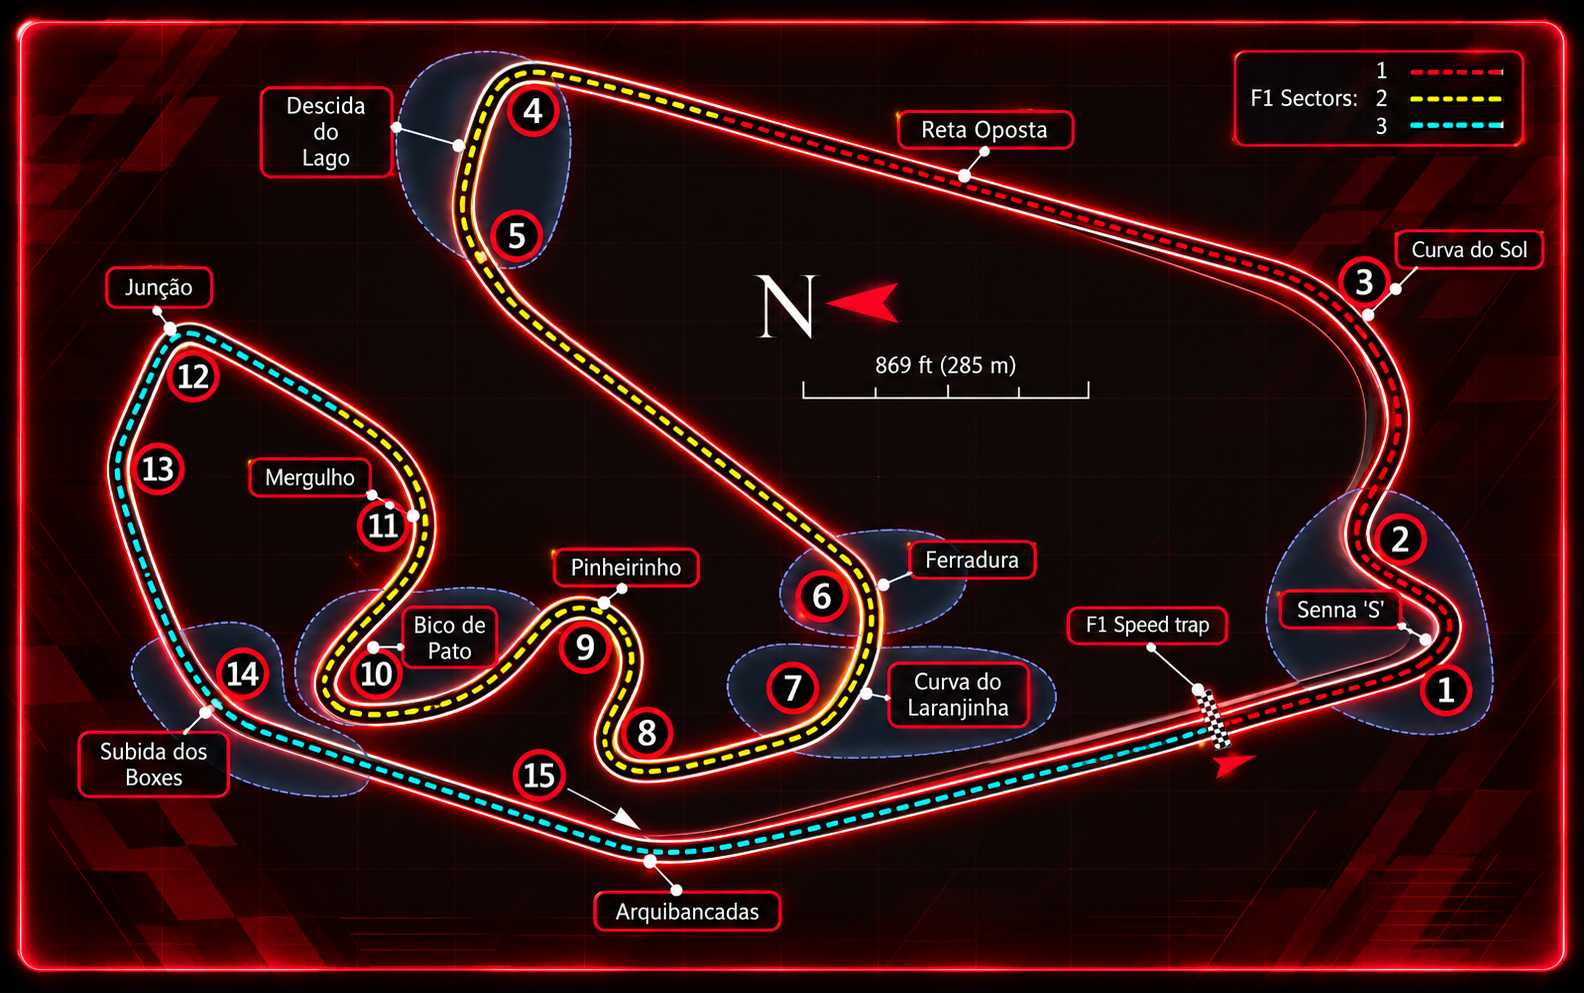 F1 Sectors:
1
2
3
Descida
do
Lago
4
Reta Oposta
5
Curva do Sol
3
N
Junção
869 ft (285 m)
12
13
Mergulho
11
2
Pinheirinho
Ferradura
6
Senna 'S'
F1 Speed trap
Bico de
Pato
9
10
14
7
Curva do
Laranjinha
1
8
Subida dos
Boxes
15
Arquibancadas